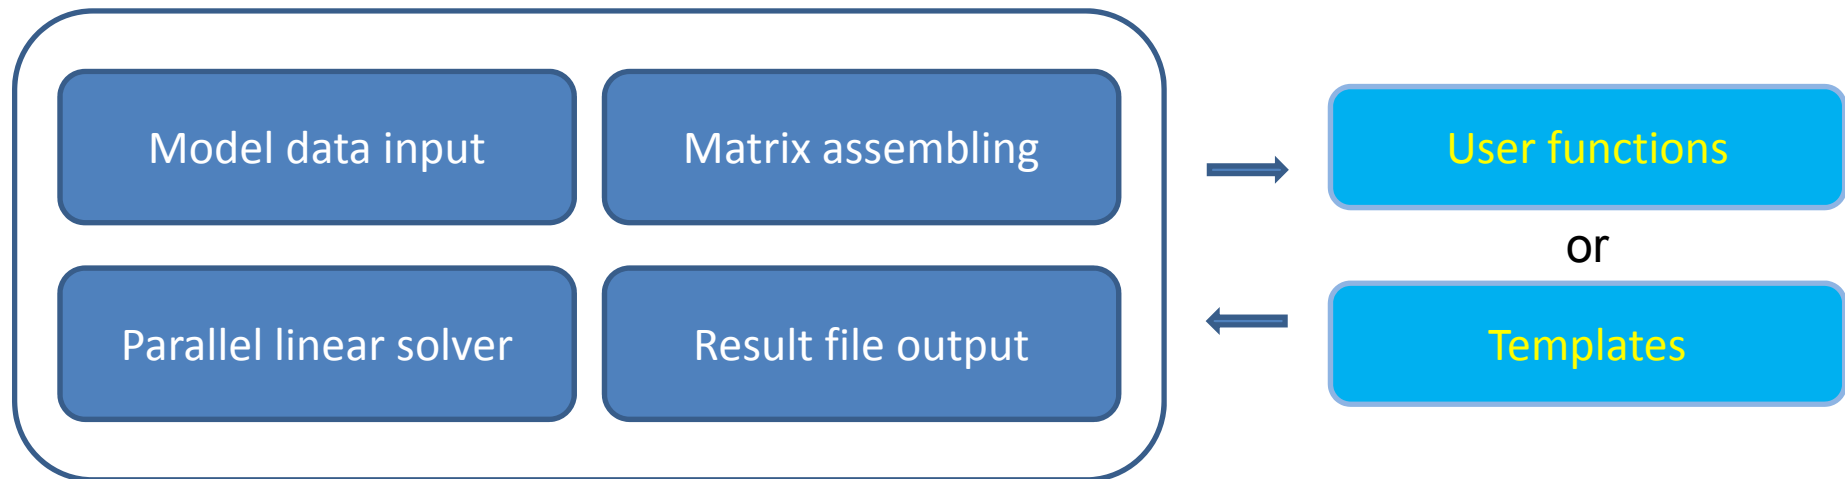 Model data input
Matrix assembling
Parallel linear solver
Result file output
User functions
or
Templates